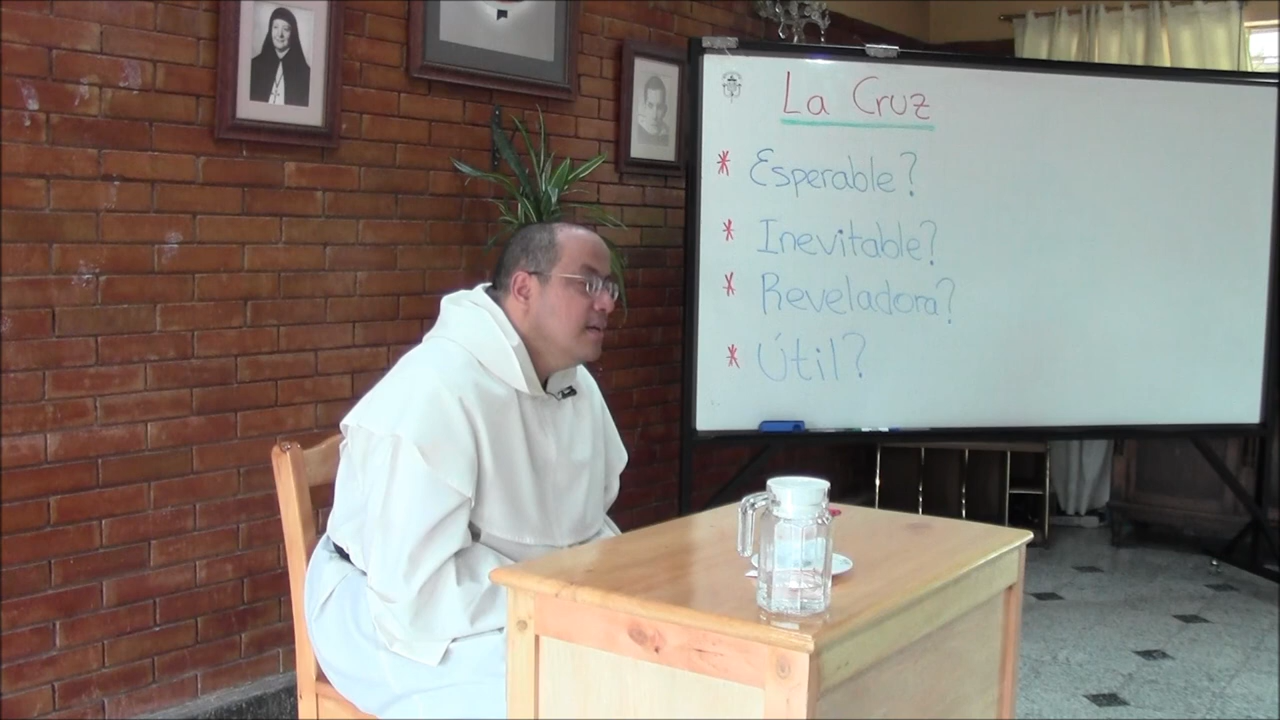 La Cruz
* Esperable?
* Inevitable?
* Reveladora?
* Útil?